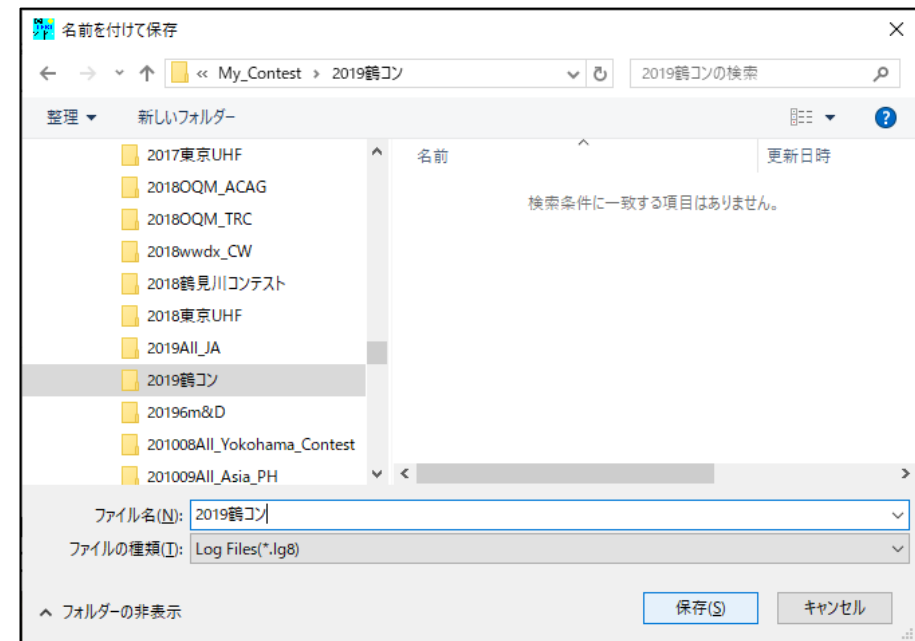 名前を付けて保存
« My_Contest › 2019鶴コン
2019鶴コンの検索
整理
新しいフォルダー
名前
更新日時
2017東京UHF
2018OQM_ACAG
2018OQM_TRC
2018wwdx_CW
2018鶴見川コンテスト
2018東京UHF
2019All_JA
2019鶴コン
20196m&D
201008All_Yokohama_Contest
201009All_Asia_PH
検索条件に一致する項目はありません。
ファイル名(N): 2019鶴コン
ファイルの種類(T): Log Files(*.lg8)
フォルダーの非表示
保存(S)
キャンセル